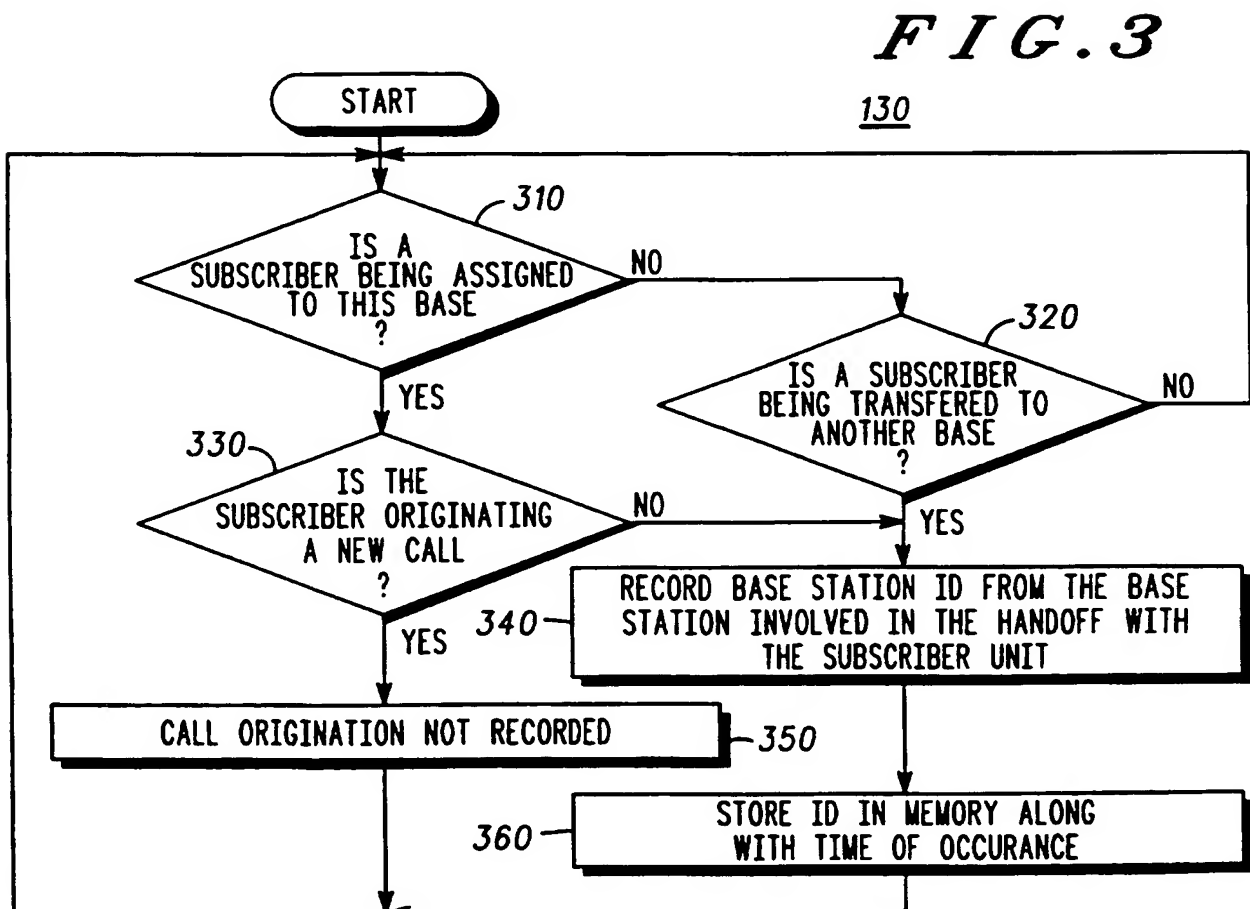 FIG. 3
130
START
310
IS A
SUBSCRIBER BEING ASSIGNED
TO THIS BASE
?
NO
YES
320
IS A SUBSCRIBER
BEING TRANSFERED TO
ANOTHER BASE
?
NO
YES
330
IS THE
SUBSCRIBER ORIGINATING
A NEW CALL
?
NO
YES
340
RECORD BASE STATION ID FROM THE BASE
STATION INVOLVED IN THE HANDOFF WITH
THE SUBSCRIBER UNIT
CALL ORIGINATION NOT RECORDED
350
360
STORE ID IN MEMORY ALONG
WITH TIME OF OCCURANCE